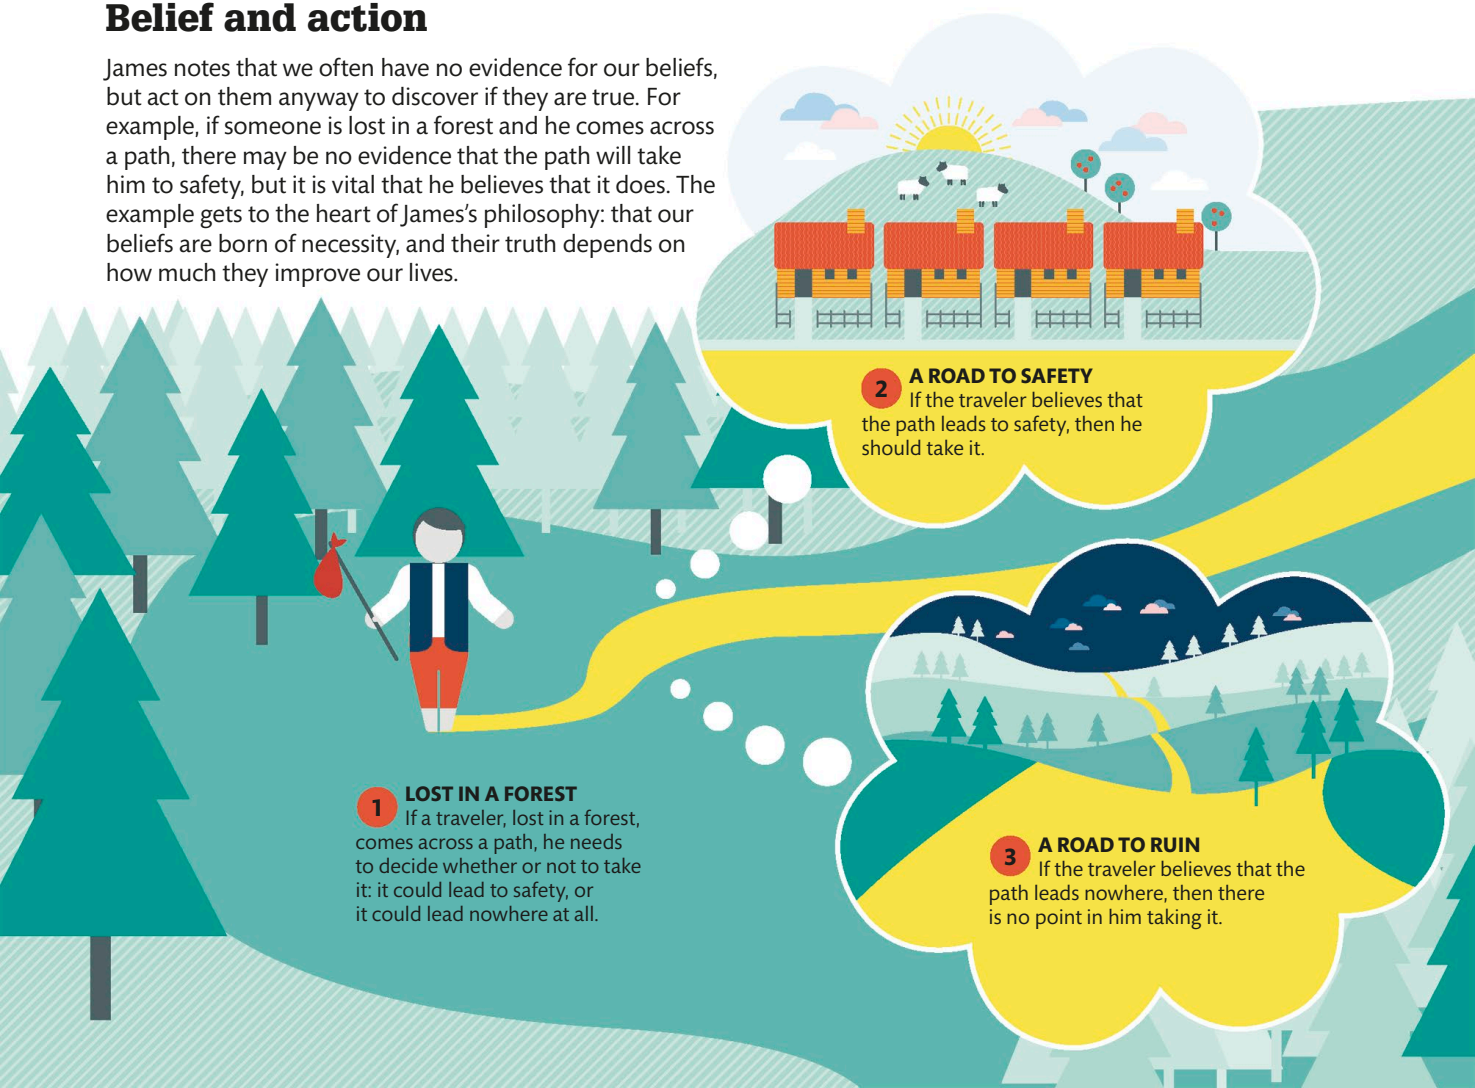 Belief and action
James notes that we often have no evidence for our beliefs,
but act on them anyway to discover if they are true. For
example, if someone is lost in a forest and he comes across
a path, there may be no evidence that the path will take
him to safety, but it is vital that he believes that it does. The
example gets to the heart of James’s philosophy: that our
beliefs are born of necessity, and their truth depends on
how much they improve our lives.
1 LOST IN A FOREST
If a traveler, lost in a forest,
comes across a path, he needs
to decide whether or not to take
it: it could lead to safety, or
it could lead nowhere at all.
2 A ROAD TO SAFETY
If the traveler believes that
the path leads to safety, then he
should take it.
3 A ROAD TO RUIN
If the traveler believes that the
path leads nowhere, then there
is no point in him taking it.